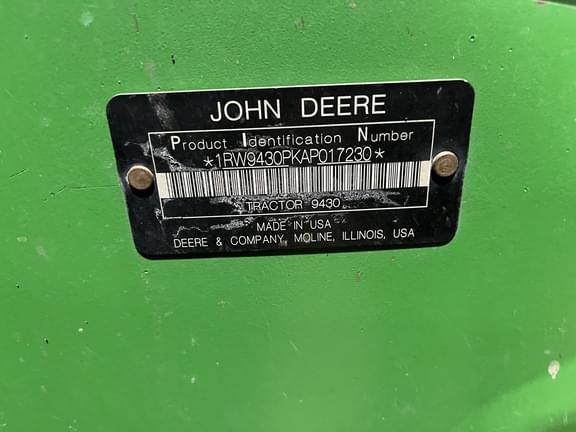 JOHN DEERE
Product Identification Number
*1RW9430PKAP017230*
TRACTOR 9430
MADE IN USA
DEERE & COMPANY, MOLINE, ILLINOIS, USA